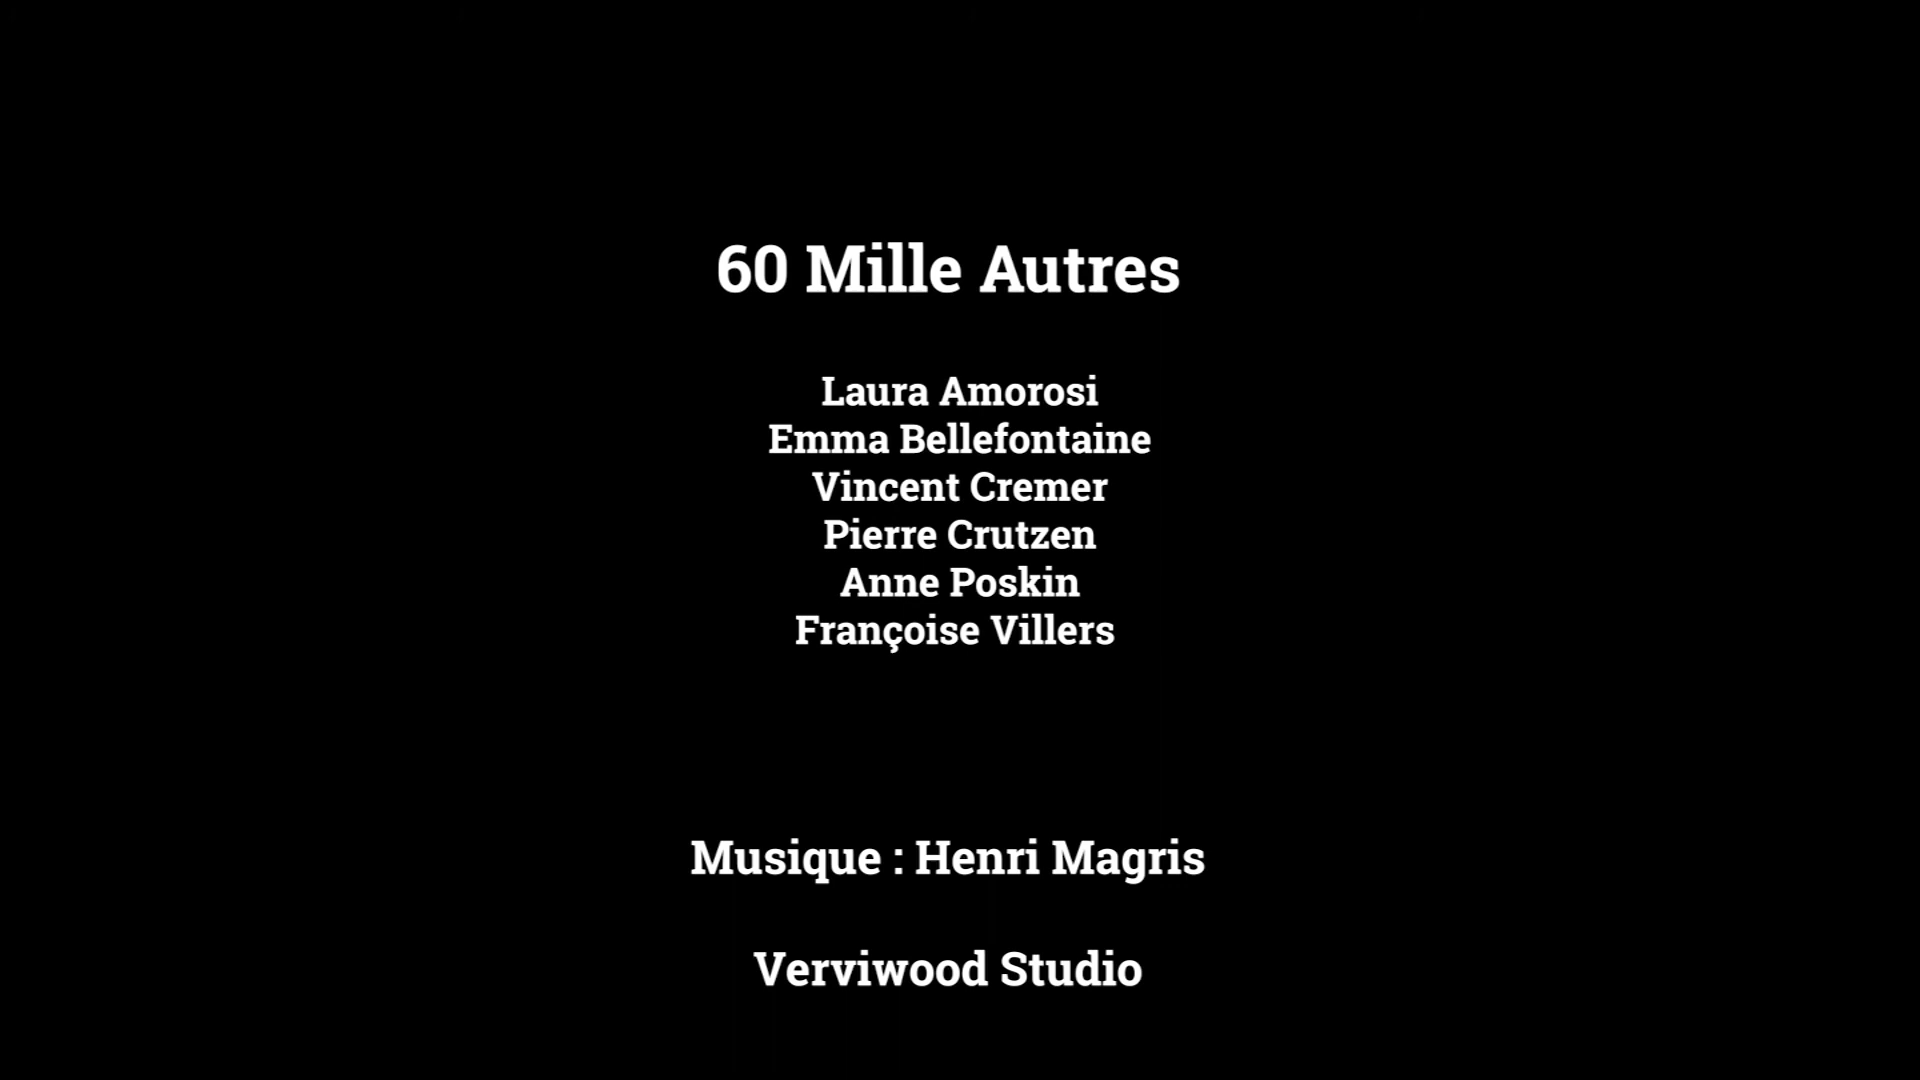 60 Mille Autres
Laura Amorosi
Emma Bellefontaine
Vincent Cremer
Pierre Crutzen
Anne Poskin
Françoise Villers
Musique : Henri Magris
Verviwood Studio